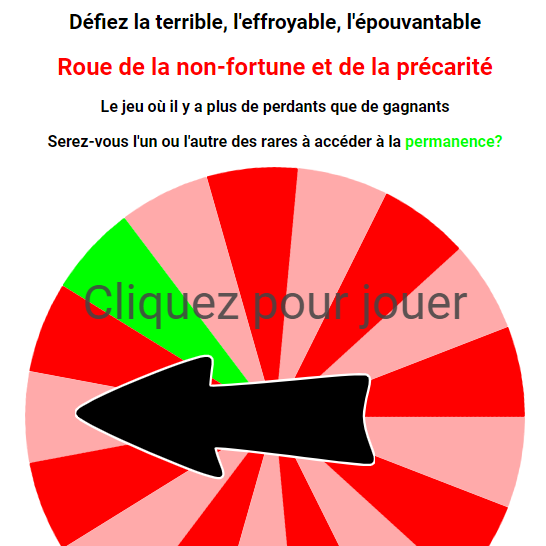 Défiez la terrible, l'effroyable, l'épouvantable
Roue de la non-fortune et de la précarité
Le jeu où il y a plus de perdants que de gagnants
Serez-vous l'un ou l'autre des rares à accéder à la permanence?
Cliquez pour jouer